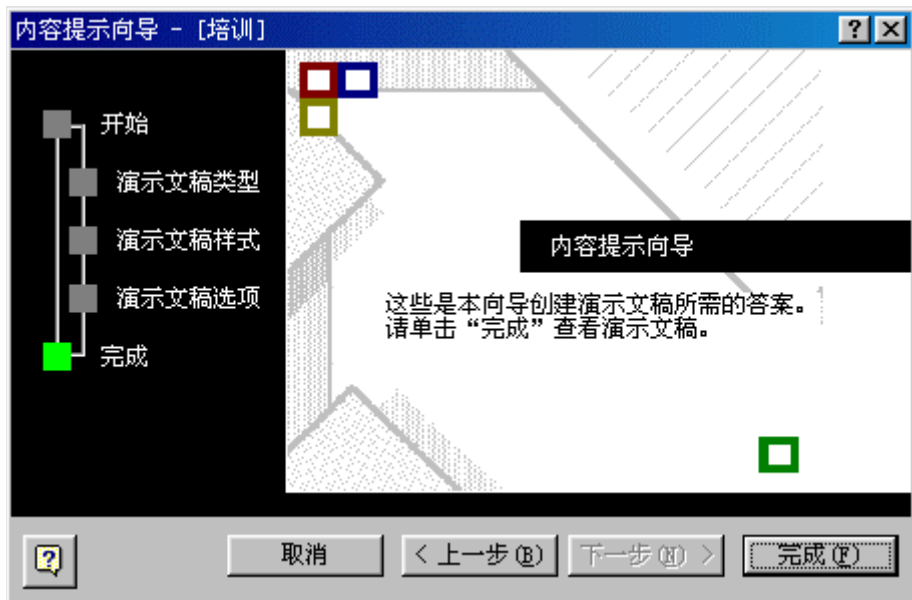 内容提示向导 - [培训]
开始
演示文稿类型
演示文稿样式
演示文稿选项
完成
内容提示向导
这些是本向导创建演示文稿所需的答案。
请单击“完成”查看演示文稿。
取消
< 上一步(B)
下一步(N) >
完成(F)